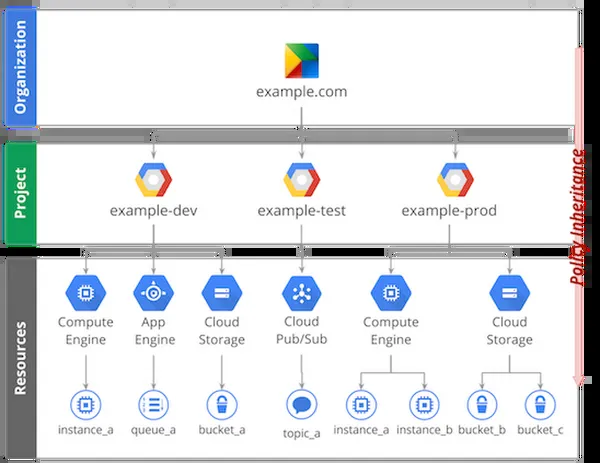 Organization
example.com
Project
example-dev
example-test
example-prod
Policy Inheritance
Resources
Compute
Engine
App
Engine
Cloud
Storage
Cloud
Pub/Sub
Compute
Engine
Cloud
Storage
instance_a
queue_a
bucket_a
topic_a
instance_a
instance_b
bucket_b
bucket_c